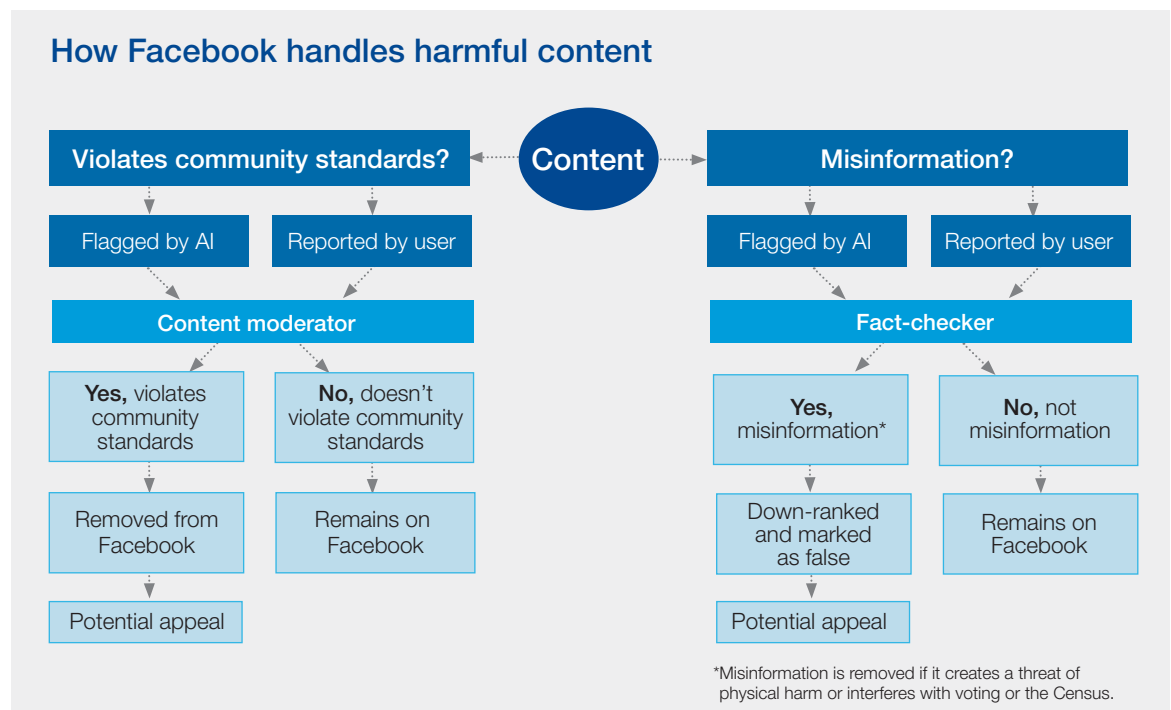 How Facebook handles harmful content
Content
Violates community standards?
Flagged by AI
Reported by user
Content moderator
Yes, violates
community
standards
No, doesn’t
violate community
standards
Removed from
Facebook
Remains on
Facebook
Potential appeal
Misinformation?
Flagged by AI
Reported by user
Fact-checker
Yes,
misinformation*
No, not
misinformation
Down-ranked
and marked
as false
Remains on
Facebook
Potential appeal
*Misinformation is removed if it creates a threat of
physical harm or interferes with voting or the Census.